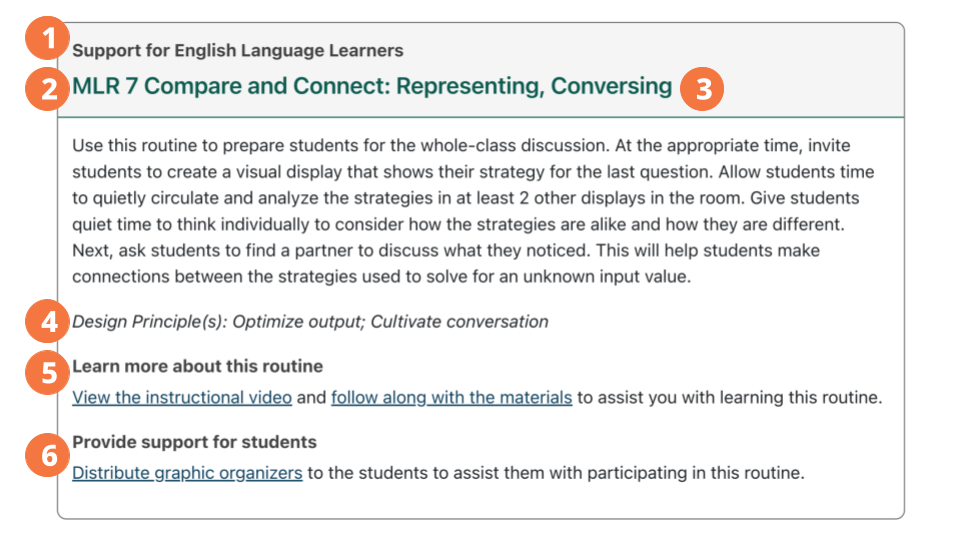 1 Support for English Language Learners
2 MLR 7 Compare and Connect: Representing, Conversing 3
Use this routine to prepare students for the whole-class discussion. At the appropriate time, invite
students to create a visual display that shows their strategy for the last question. Allow students time
to quietly circulate and analyze the strategies in at least 2 other displays in the room. Give students
quiet time to think individually to consider how the strategies are alike and how they are different.
Next, ask students to find a partner to discuss what they noticed. This will help students make
connections between the strategies used to solve for an unknown input value.
4 Design Principle(s): Optimize output; Cultivate conversation
5 Learn more about this routine
View the instructional video and follow along with the materials to assist you with learning this routine.
6 Provide support for students
Distribute graphic organizers to the students to assist them with participating in this routine.